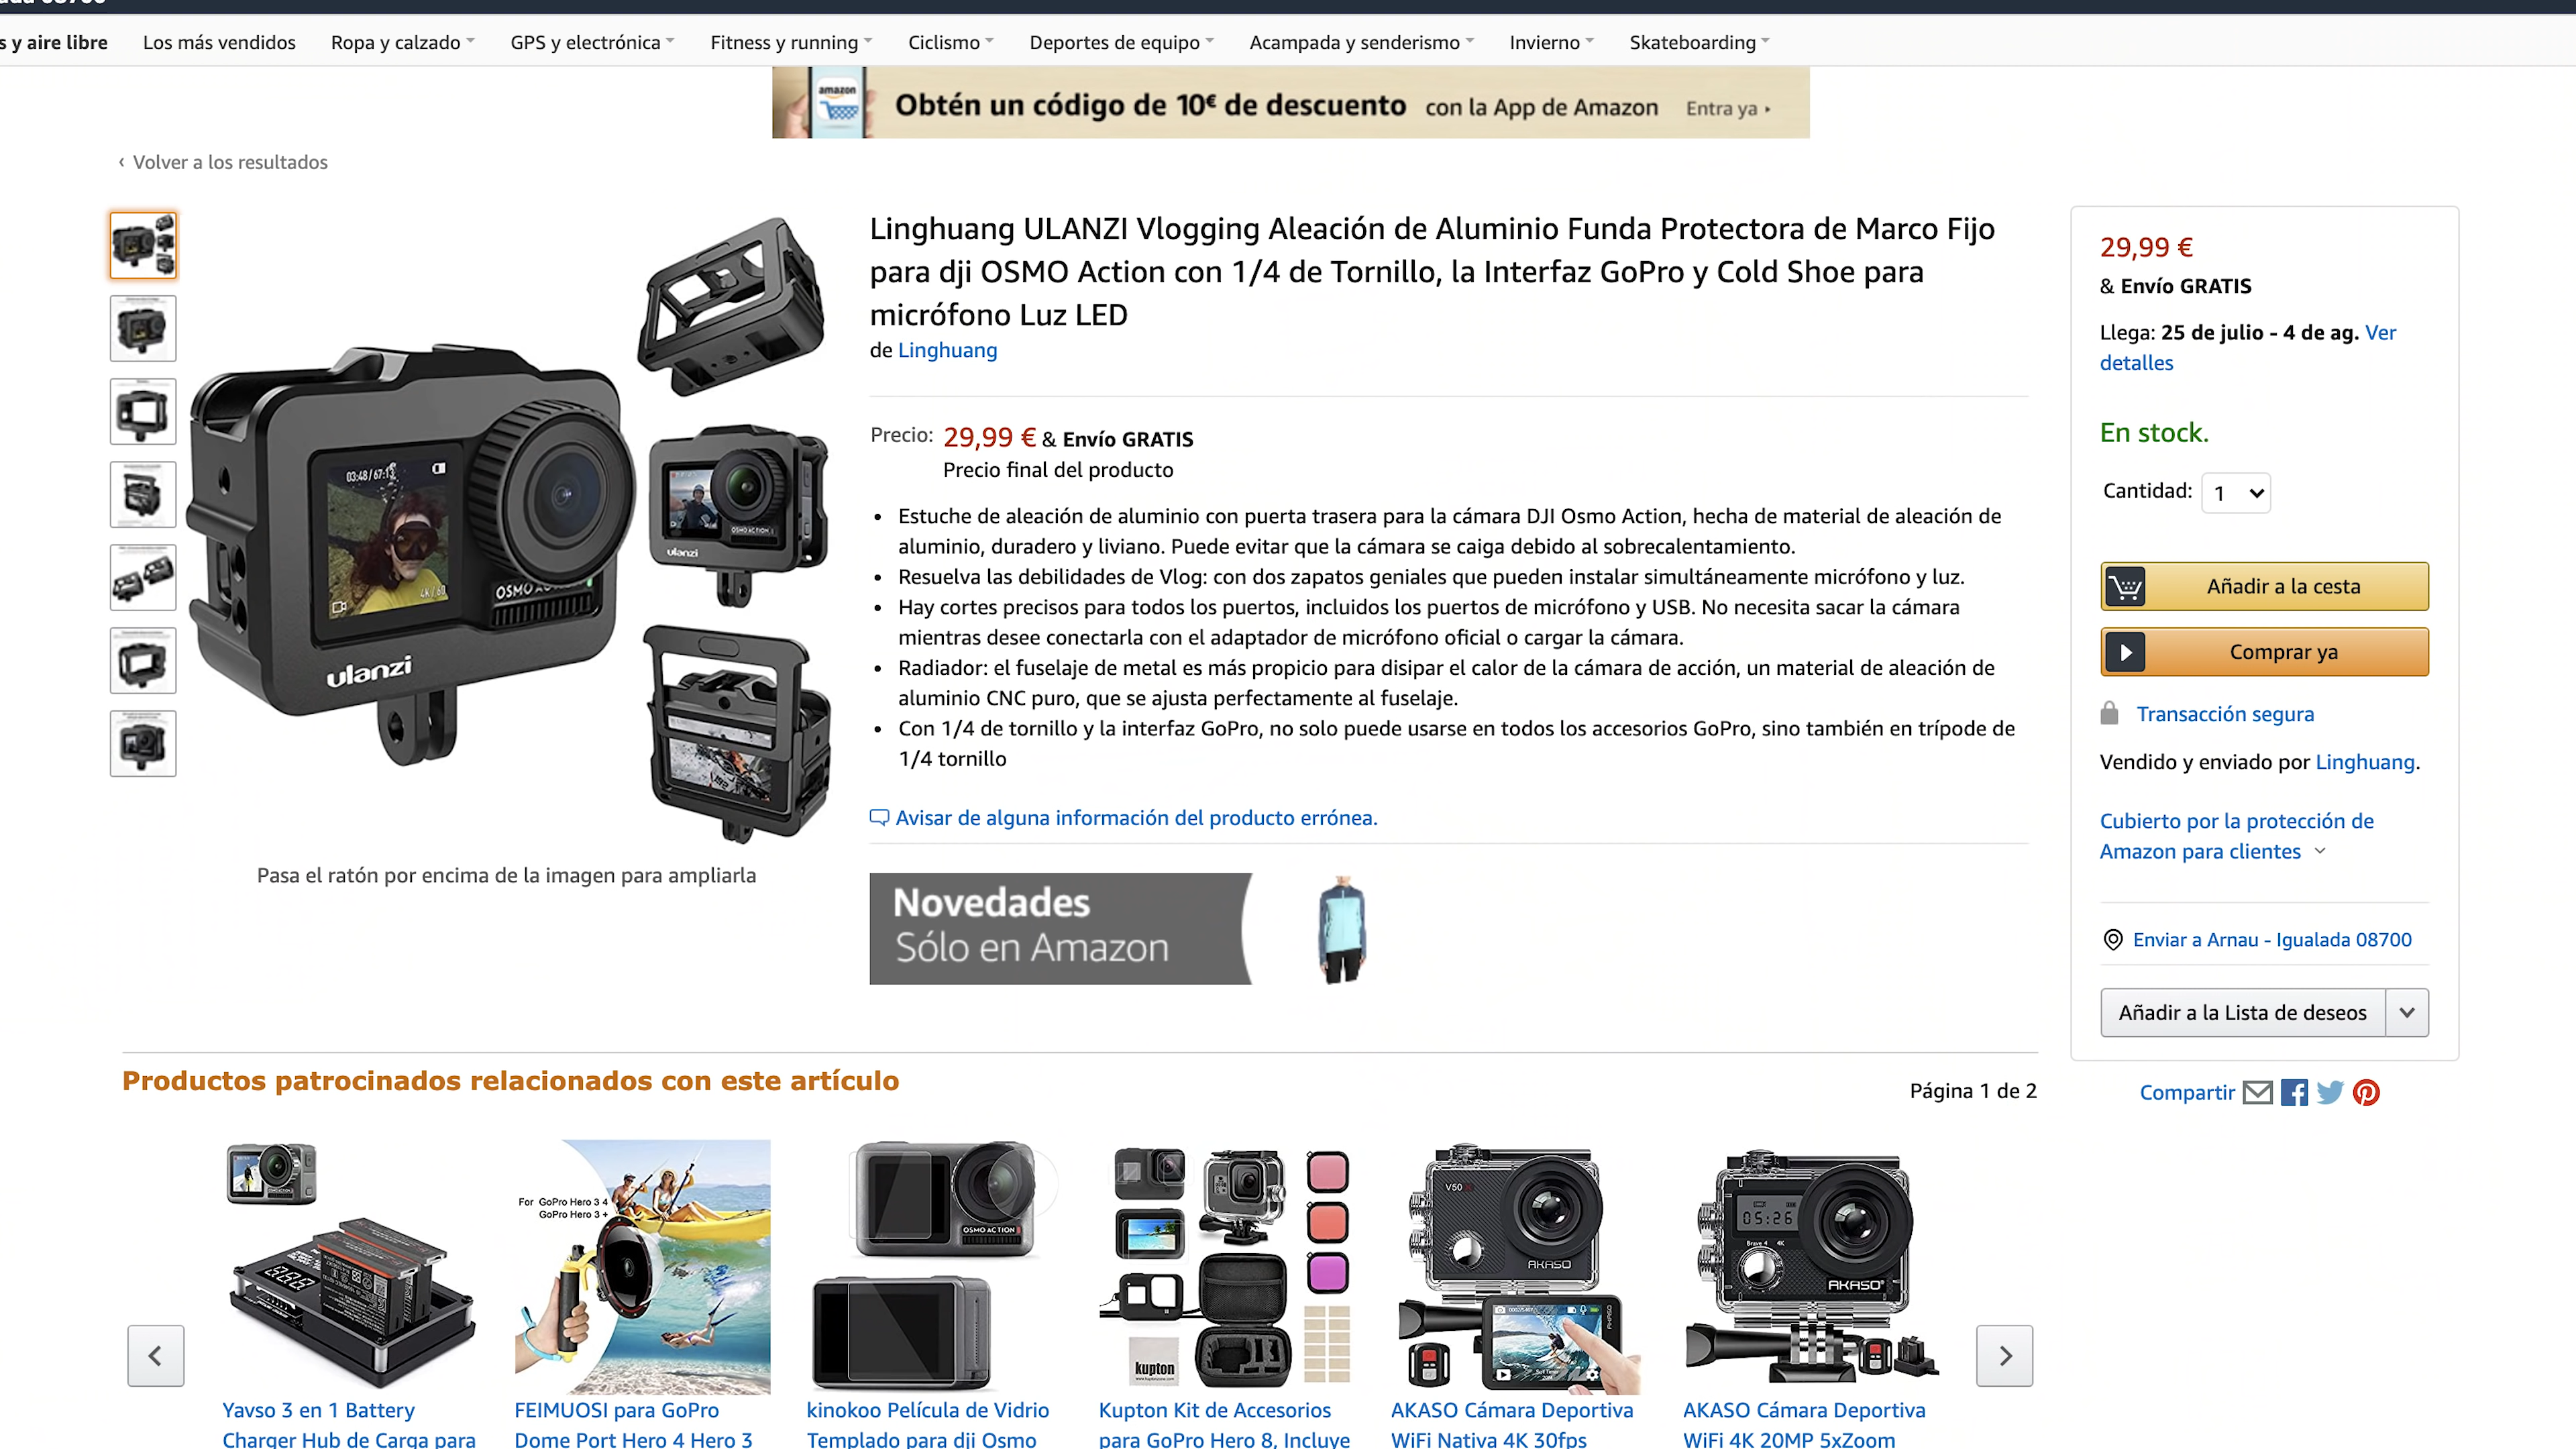 s y aire libre Los más vendidos Ropa y calzado GPS y electrónica Fitness y running Ciclismo Deportes de equipo Acampada y senderismo Invierno Skateboarding
amazon
Obtén un código de 10€ de descuento con la App de Amazon Entra ya ▸
‹ Volver a los resultados
Linghuang ULANZI Vlogging Aleación de Aluminio Funda Protectora de Marco Fijo
para dji OSMO Action con 1/4 de Tornillo, la Interfaz GoPro y Cold Shoe para
micrófono Luz LED
de Linghuang
Precio: 29,99 € & Envío GRATIS
Precio final del producto
• Estuche de aleación de aluminio con puerta trasera para la cámara DJI Osmo Action, hecha de material de aleación de
aluminio, duradero y liviano. Puede evitar que la cámara se caiga debido al sobrecalentamiento.
• Resuelva las debilidades de Vlog: con dos zapatos geniales que pueden instalar simultáneamente micrófono y luz.
• Hay cortes precisos para todos los puertos, incluidos los puertos de micrófono y USB. No necesita sacar la cámara
mientras desee conectarla con el adaptador de micrófono oficial o cargar la cámara.
• Radiador: el fuselaje de metal es más propicio para disipar el calor de la cámara de acción, un material de aleación de
aluminio CNC puro, que se ajusta perfectamente al fuselaje.
• Con 1/4 de tornillo y la interfaz GoPro, no solo puede usarse en todos los accesorios GoPro, sino también en trípode de
1/4 tornillo
Avisar de alguna información del producto errónea.
03:48/67:13
4K/60
OSMO
ulanzi
OSMO ACTION
ulanzi
Pasa el ratón por encima de la imagen para ampliarla
Novedades
Sólo en Amazon
29,99 €
& Envío GRATIS
Llega: 25 de julio - 4 de ag. Ver
detalles
En stock.
Cantidad: 1
Añadir a la cesta
Comprar ya
Transacción segura
Vendido y enviado por Linghuang.
Cubierto por la protección de
Amazon para clientes
Enviar a Arnau - Igualada 08700
Añadir a la Lista de deseos
Compartir
Productos patrocinados relacionados con este artículo
Página 1 de 2
For GoPro Hero 3 4
GoPro Hero 3 +
OSMO ACTION
kupton
V50
AKASO
05:26
Brave 4 4K
AKASO
Yavso 3 en 1 Battery
Charger Hub de Carga para
FEIMUOSI para GoPro
Dome Port Hero 4 Hero 3
kinokoo Película de Vidrio
Templado para dji Osmo
Kupton Kit de Accesorios
para GoPro Hero 8, Incluye
AKASO Cámara Deportiva
WiFi Nativa 4K 30fps
AKASO Cámara Deportiva
WiFi 4K 20MP 5xZoom